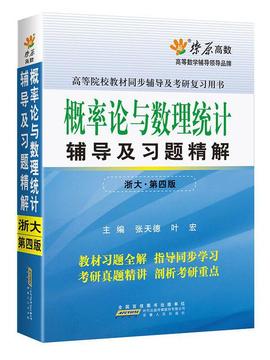 燎原高数
高等数学辅导领导品牌
高等院校教材同步辅导及考研复习用书
概率论与数理统计
辅导及习题精解
浙大·第四版
主编 张天德 叶宏
教材习题全解 指导同步学习
考研真题精讲 剖析考研重点
概率论与数理统计
辅导及习题精解
浙大
第四版